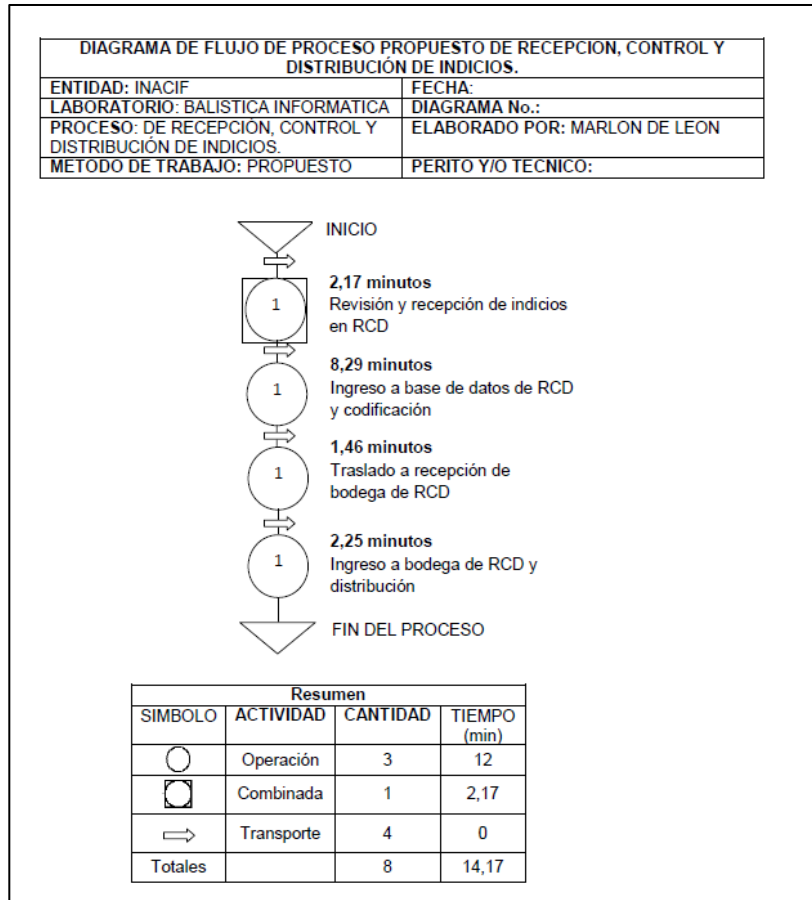 DIAGRAMA DE FLUJO DE PROCESO PROPUESTO DE RECEPCION, CONTROL Y
DISTRIBUCIÓN DE INDICIOS.
ENTIDAD: INACIF FECHA:
LABORATORIO: BALISTICA INFORMATICA DIAGRAMA No.:
PROCESO: DE RECEPCIÓN, CONTROL Y ELABORADO POR: MARLON DE LEON
DISTRIBUCIÓN DE INDICIOS.
METODO DE TRABAJO: PROPUESTO PERITO Y/O TECNICO:
INICIO
1
2,17 minutos
Revisión y recepción de indicios
en RCD
1
8,29 minutos
Ingreso a base de datos de RCD
y codificación
1
1,46 minutos
Traslado a recepción de
bodega de RCD
1
2,25 minutos
Ingreso a bodega de RCD y
distribución
FIN DEL PROCESO
Resumen
SIMBOLO ACTIVIDAD CANTIDAD TIEMPO
(min)
Operación 3 12
Combinada 1 2,17
Transporte 4 0
Totales 8 14,17